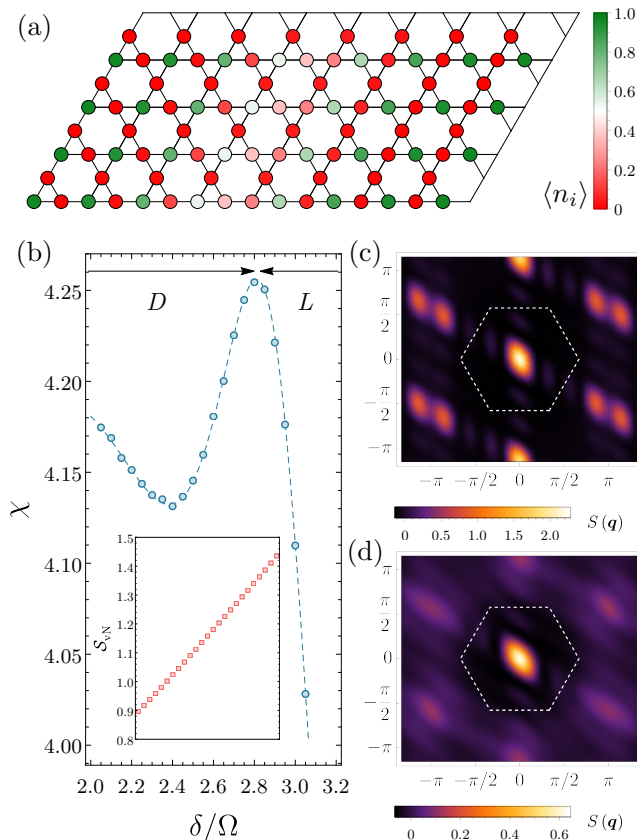 (a)
1.0
0.8
0.6
0.4
0.2
0
⟨n_i⟩
(b)
D
L
4.25
4.20
4.15
4.10
4.05
4.00
χ
1.5
1.4
1.3
1.2
1.1
1.0
0.9
0.8
S_vN
2.0 2.2 2.4 2.6 2.8 3.0 3.2
δ/Ω
(c)
π
π/2
0
−π/2
−π
−π −π/2 0 π/2 π
0 0.5 1.0 1.5 2.0
S(q)
(d)
π
π/2
0
−π/2
−π
−π −π/2 0 π/2 π
0 0.2 0.4 0.6
S(q)